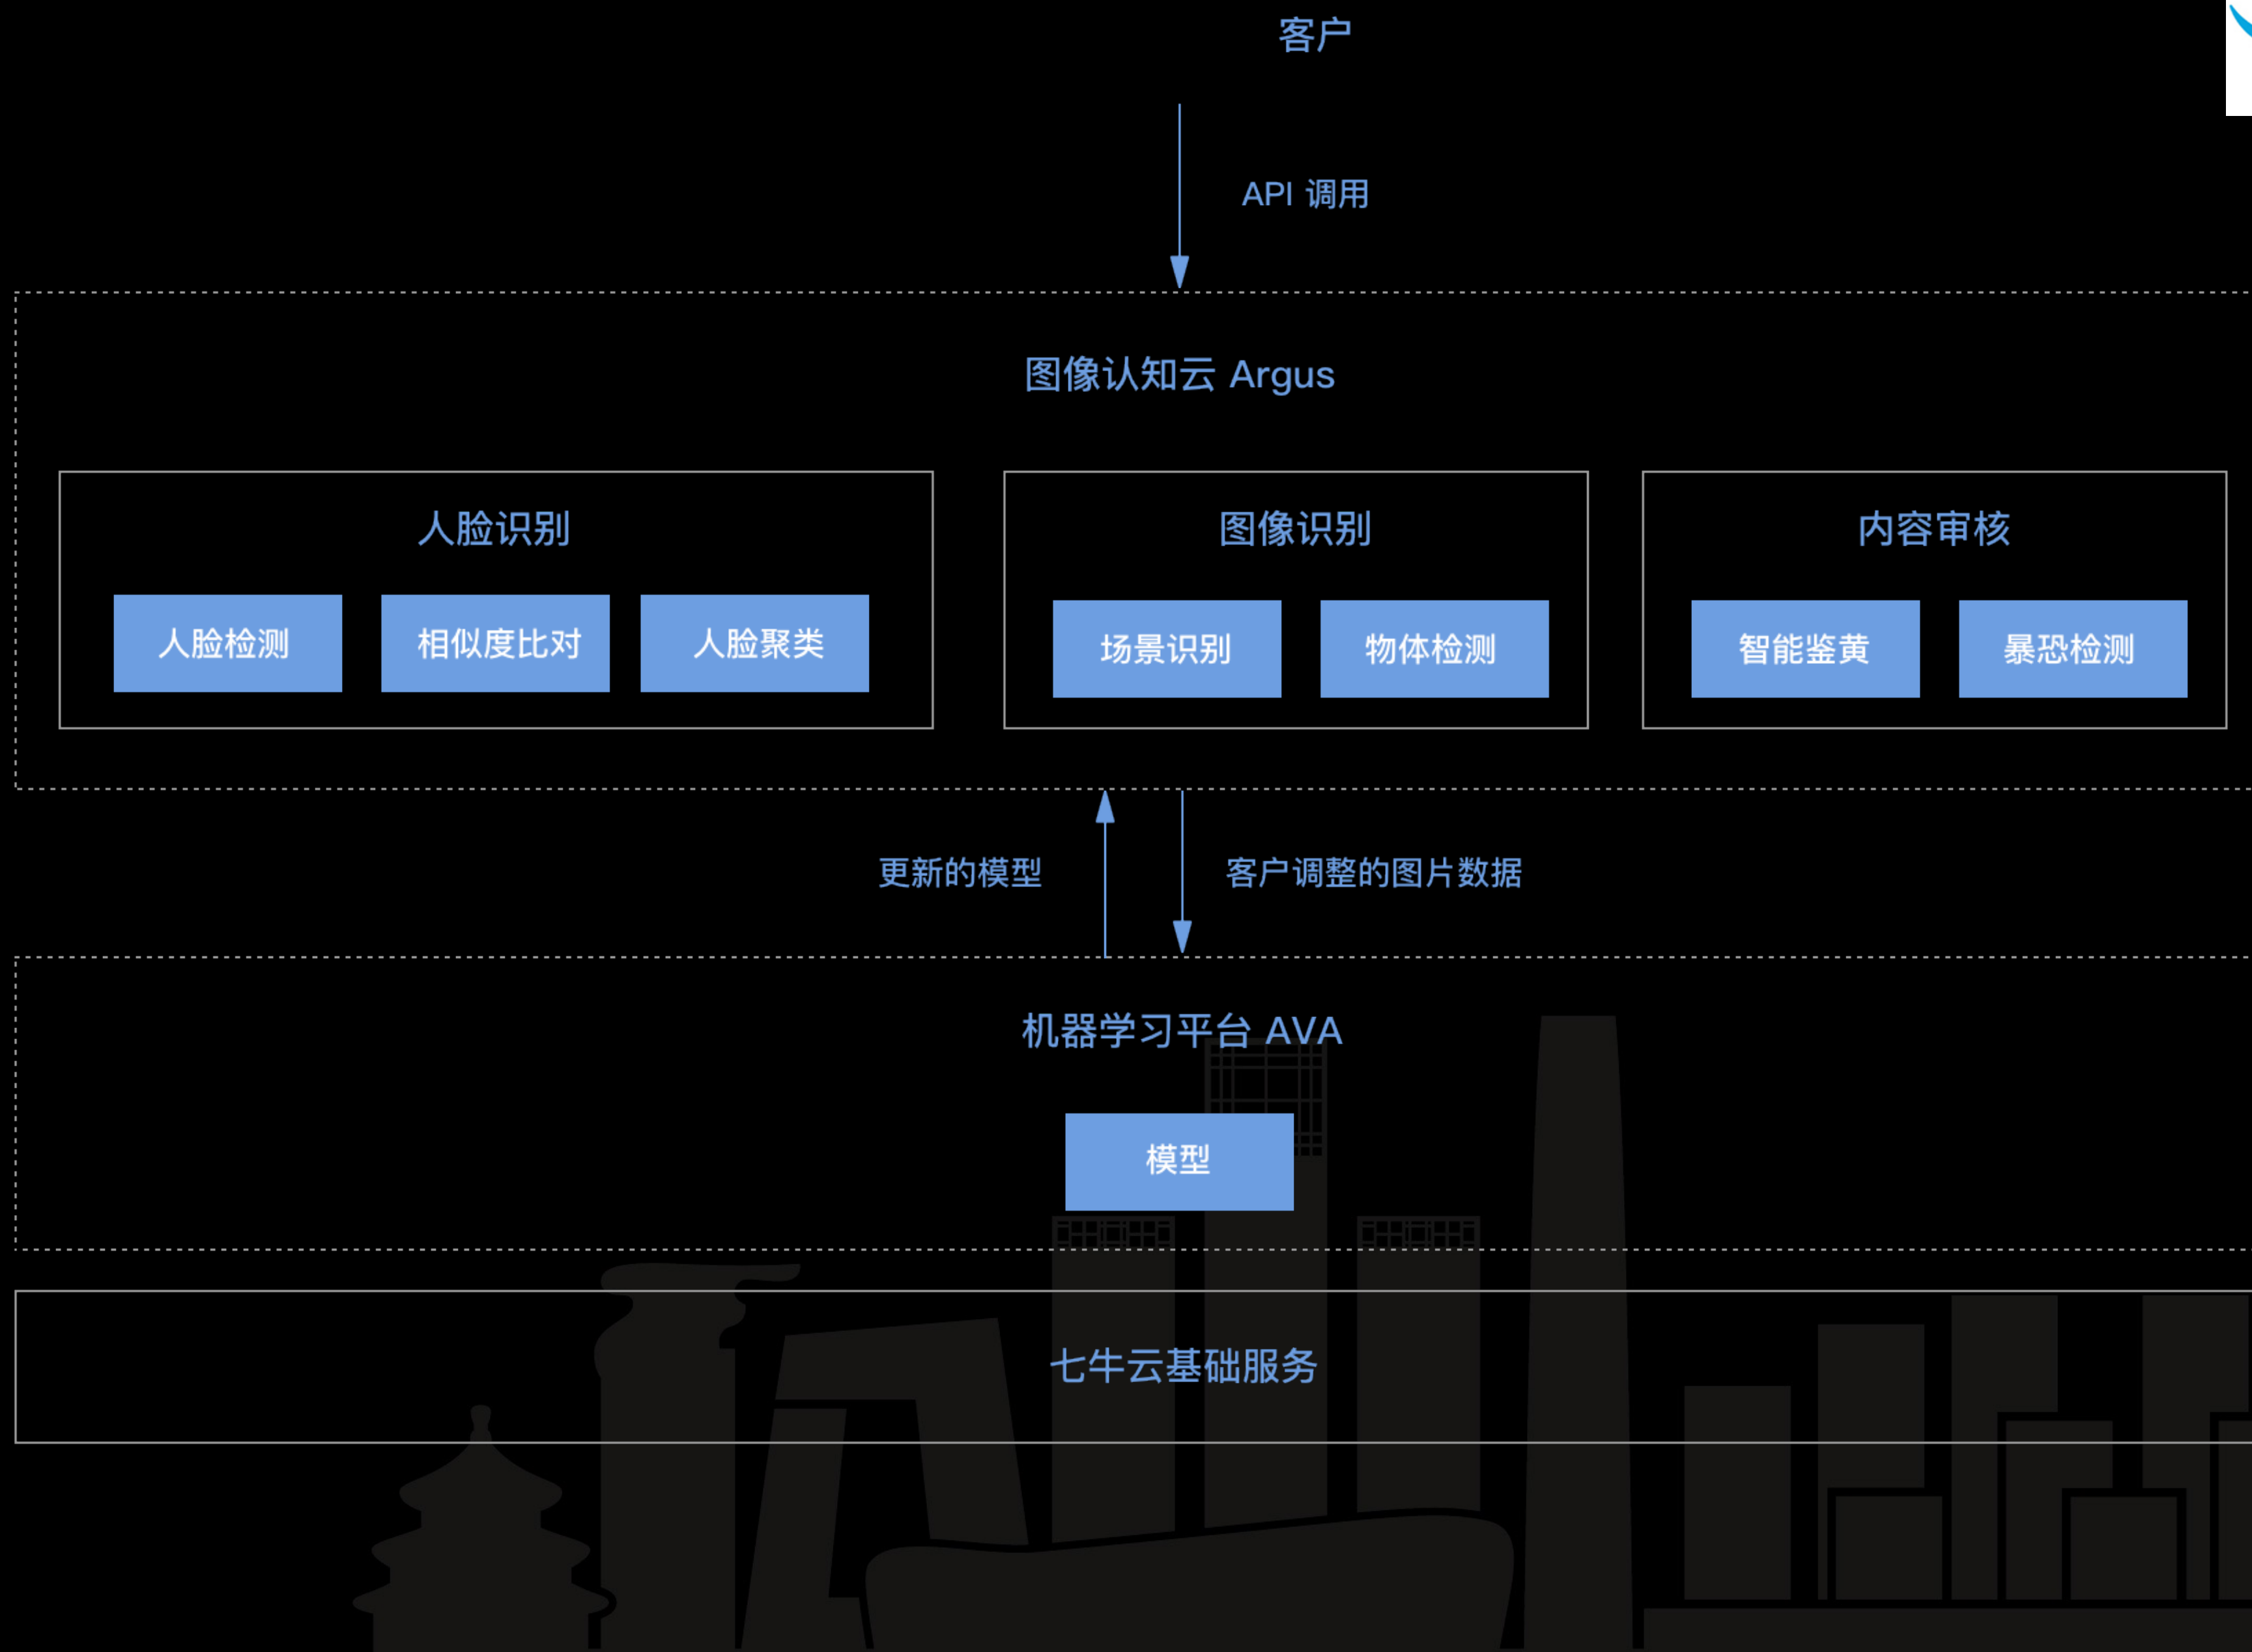 客户
API 调用
图像认知云 Argus
人脸识别
人脸检测
相似度比对
人脸聚类
图像识别
场景识别
物体检测
内容审核
智能鉴黄
暴恐检测
更新的模型
客户调整的图片数据
机器学习平台 AVA
模型
七牛云基础服务